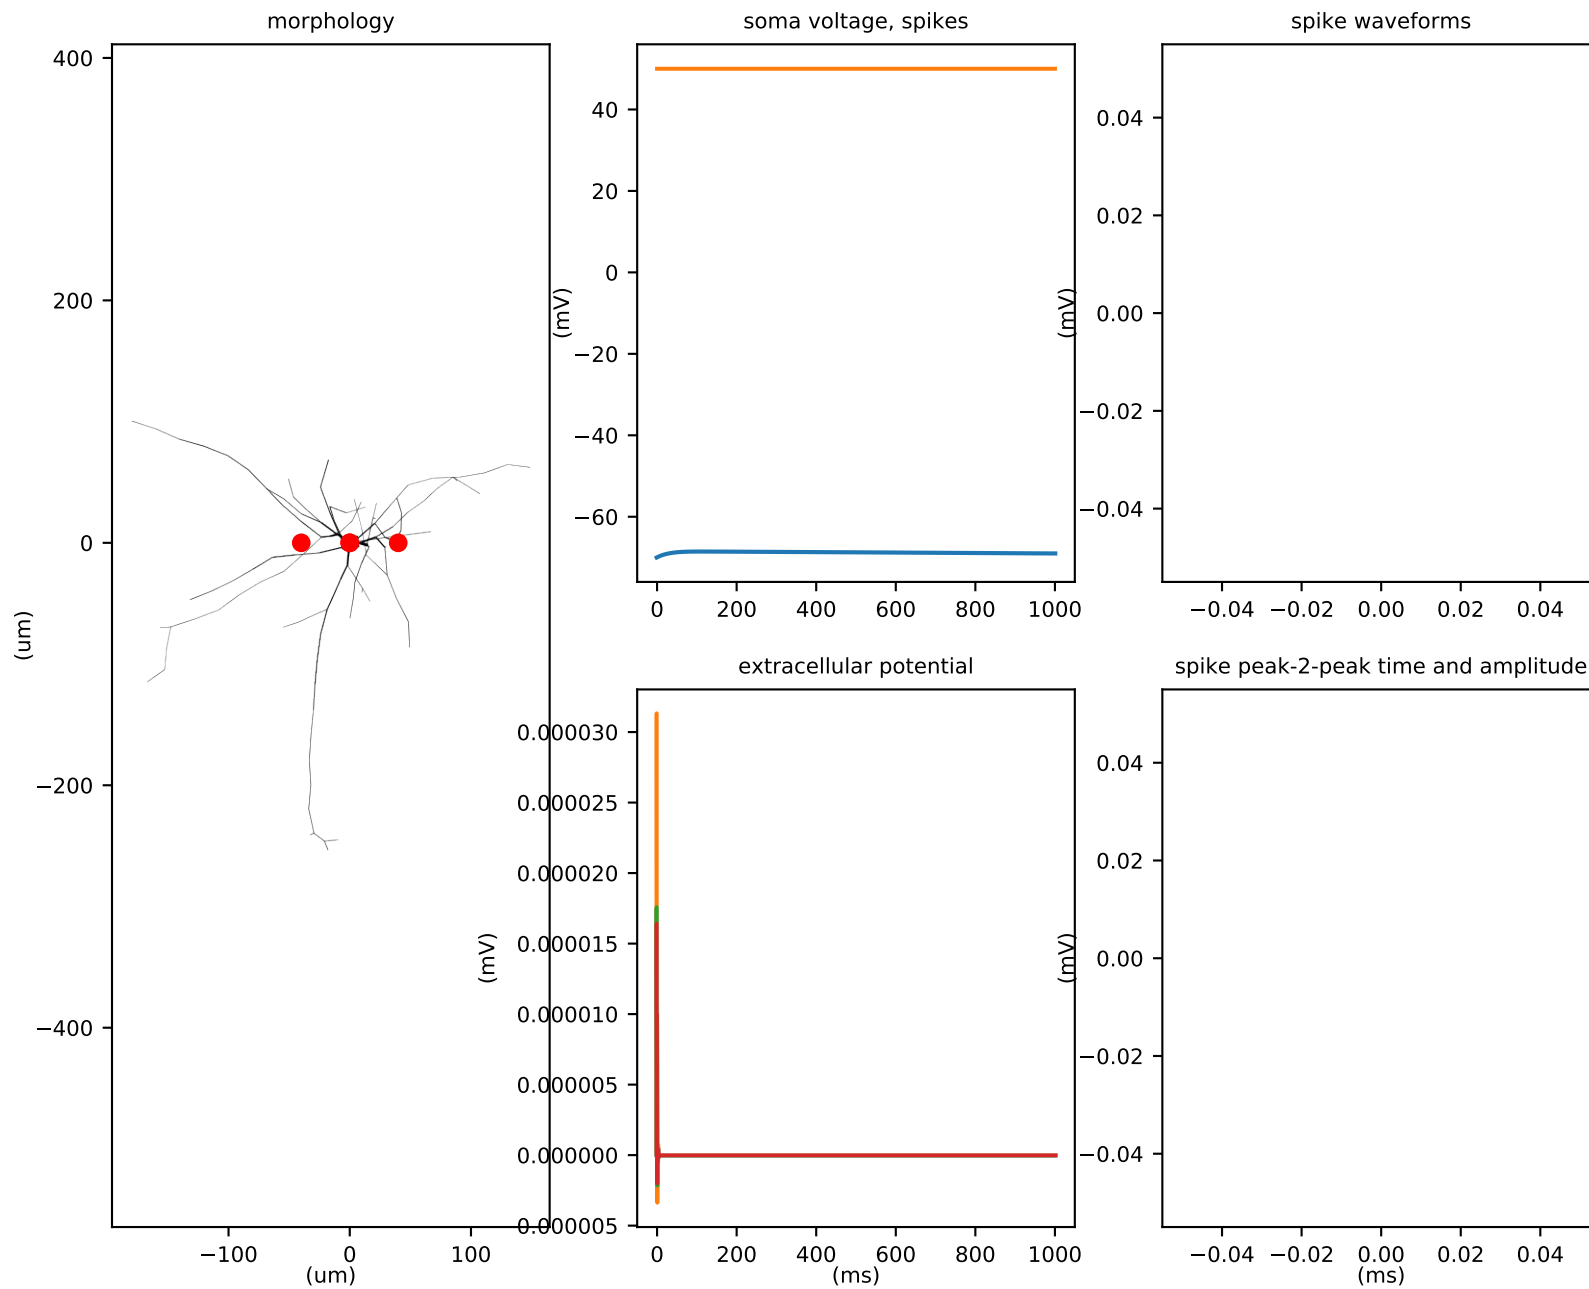 morphology
400
200
0
−200
−400
(um)
−100 0 100
(um)
soma voltage, spikes
40
20
0
−20
−40
−60
(mV)
0 200 400 600 800 1000
spike waveforms
0.04
0.02
0.00
−0.02
−0.04
(mV)
−0.04 −0.02 0.00 0.02 0.04
extracellular potential
0.000030
0.000025
0.000020
0.000015
0.000010
0.000005
0.000000
0.000005
(mV)
0 200 400 600 800 1000
(ms)
spike peak-2-peak time and amplitude
0.04
0.02
0.00
−0.02
−0.04
(mV)
−0.04 −0.02 0.00 0.02 0.04
(ms)